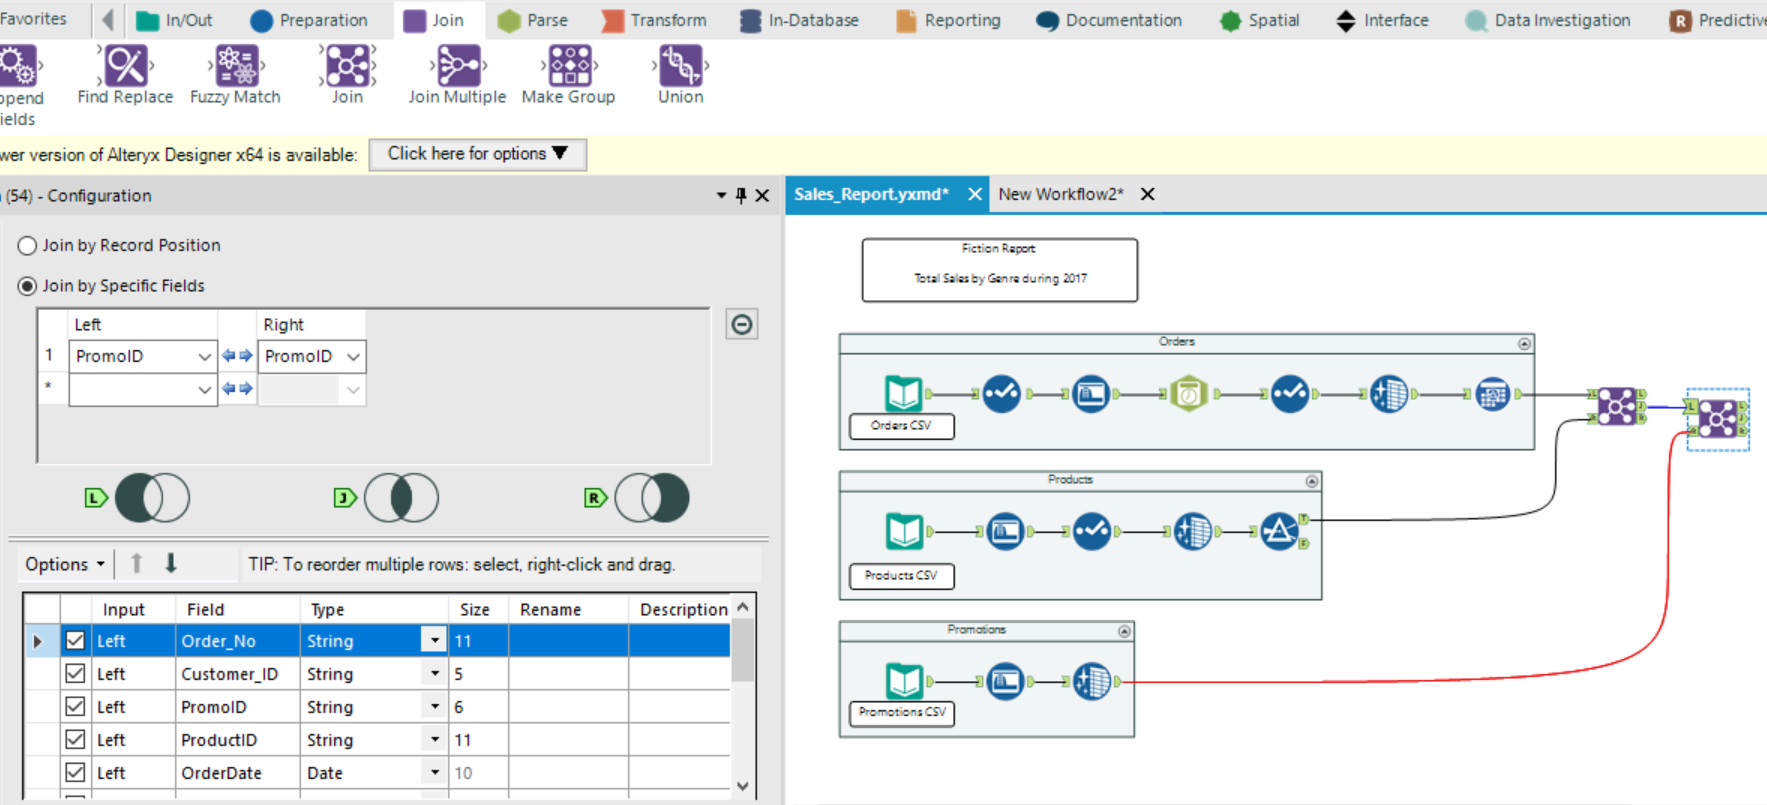 Favorites In/Out Preparation Join Parse Transform In-Database Reporting Documentation Spatial Interface Data Investigation Predictive
Find Replace Fuzzy Match Join Join Multiple Make Group Union
ppend
ields
wer version of Alteryx Designer x64 is available: Click here for options ▼
(54) - Configuration
Sales_Report.yxmd* New Workflow2*
Join by Record Position
Join by Specific Fields
Left Right
1 PromoID PromoID
*
L J R
Options TIP: To reorder multiple rows: select, right-click and drag.
Input Field Type Size Rename Description
Left Order_No String 11
Left Customer_ID String 5
Left PromoID String 6
Left ProductID String 11
Left OrderDate Date 10
Fiction Report
Total Sales by Genre during 2017
Orders
Orders CSV
Products
Products CSV
Promotions
Promotions CSV